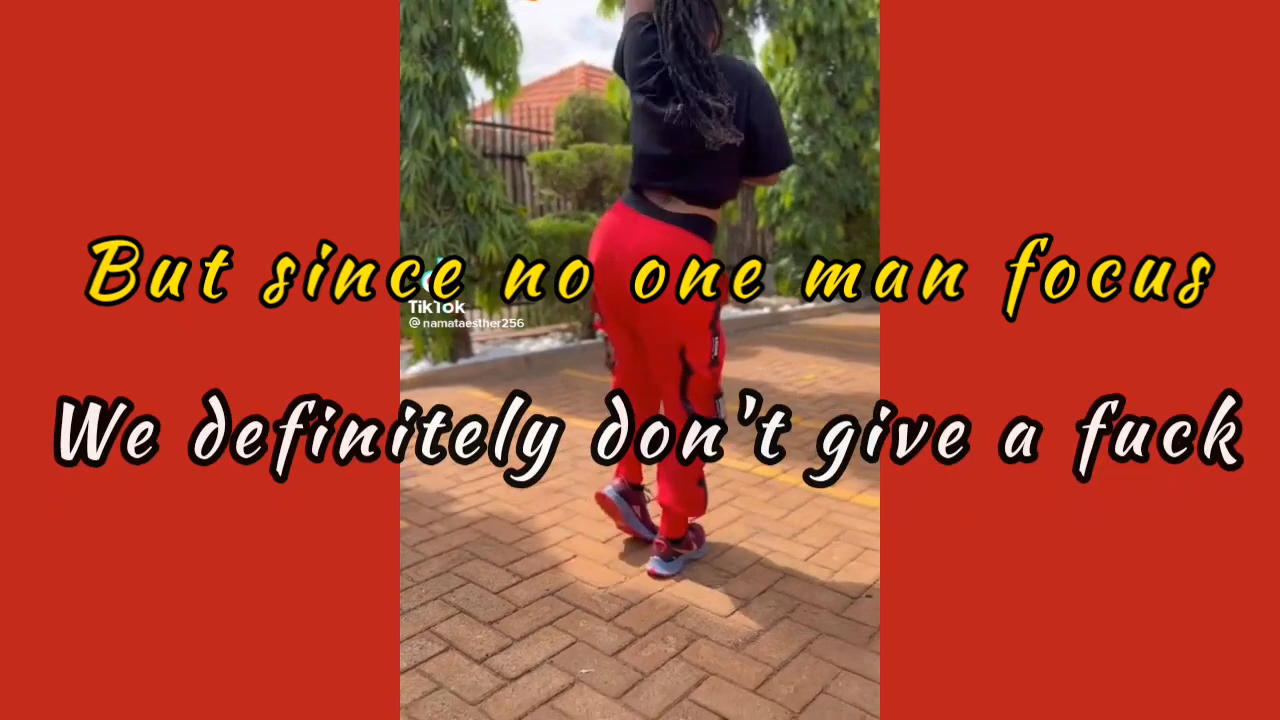 But since no one man focus
TikTok
@namataesther256
We definitely don't give a fuck